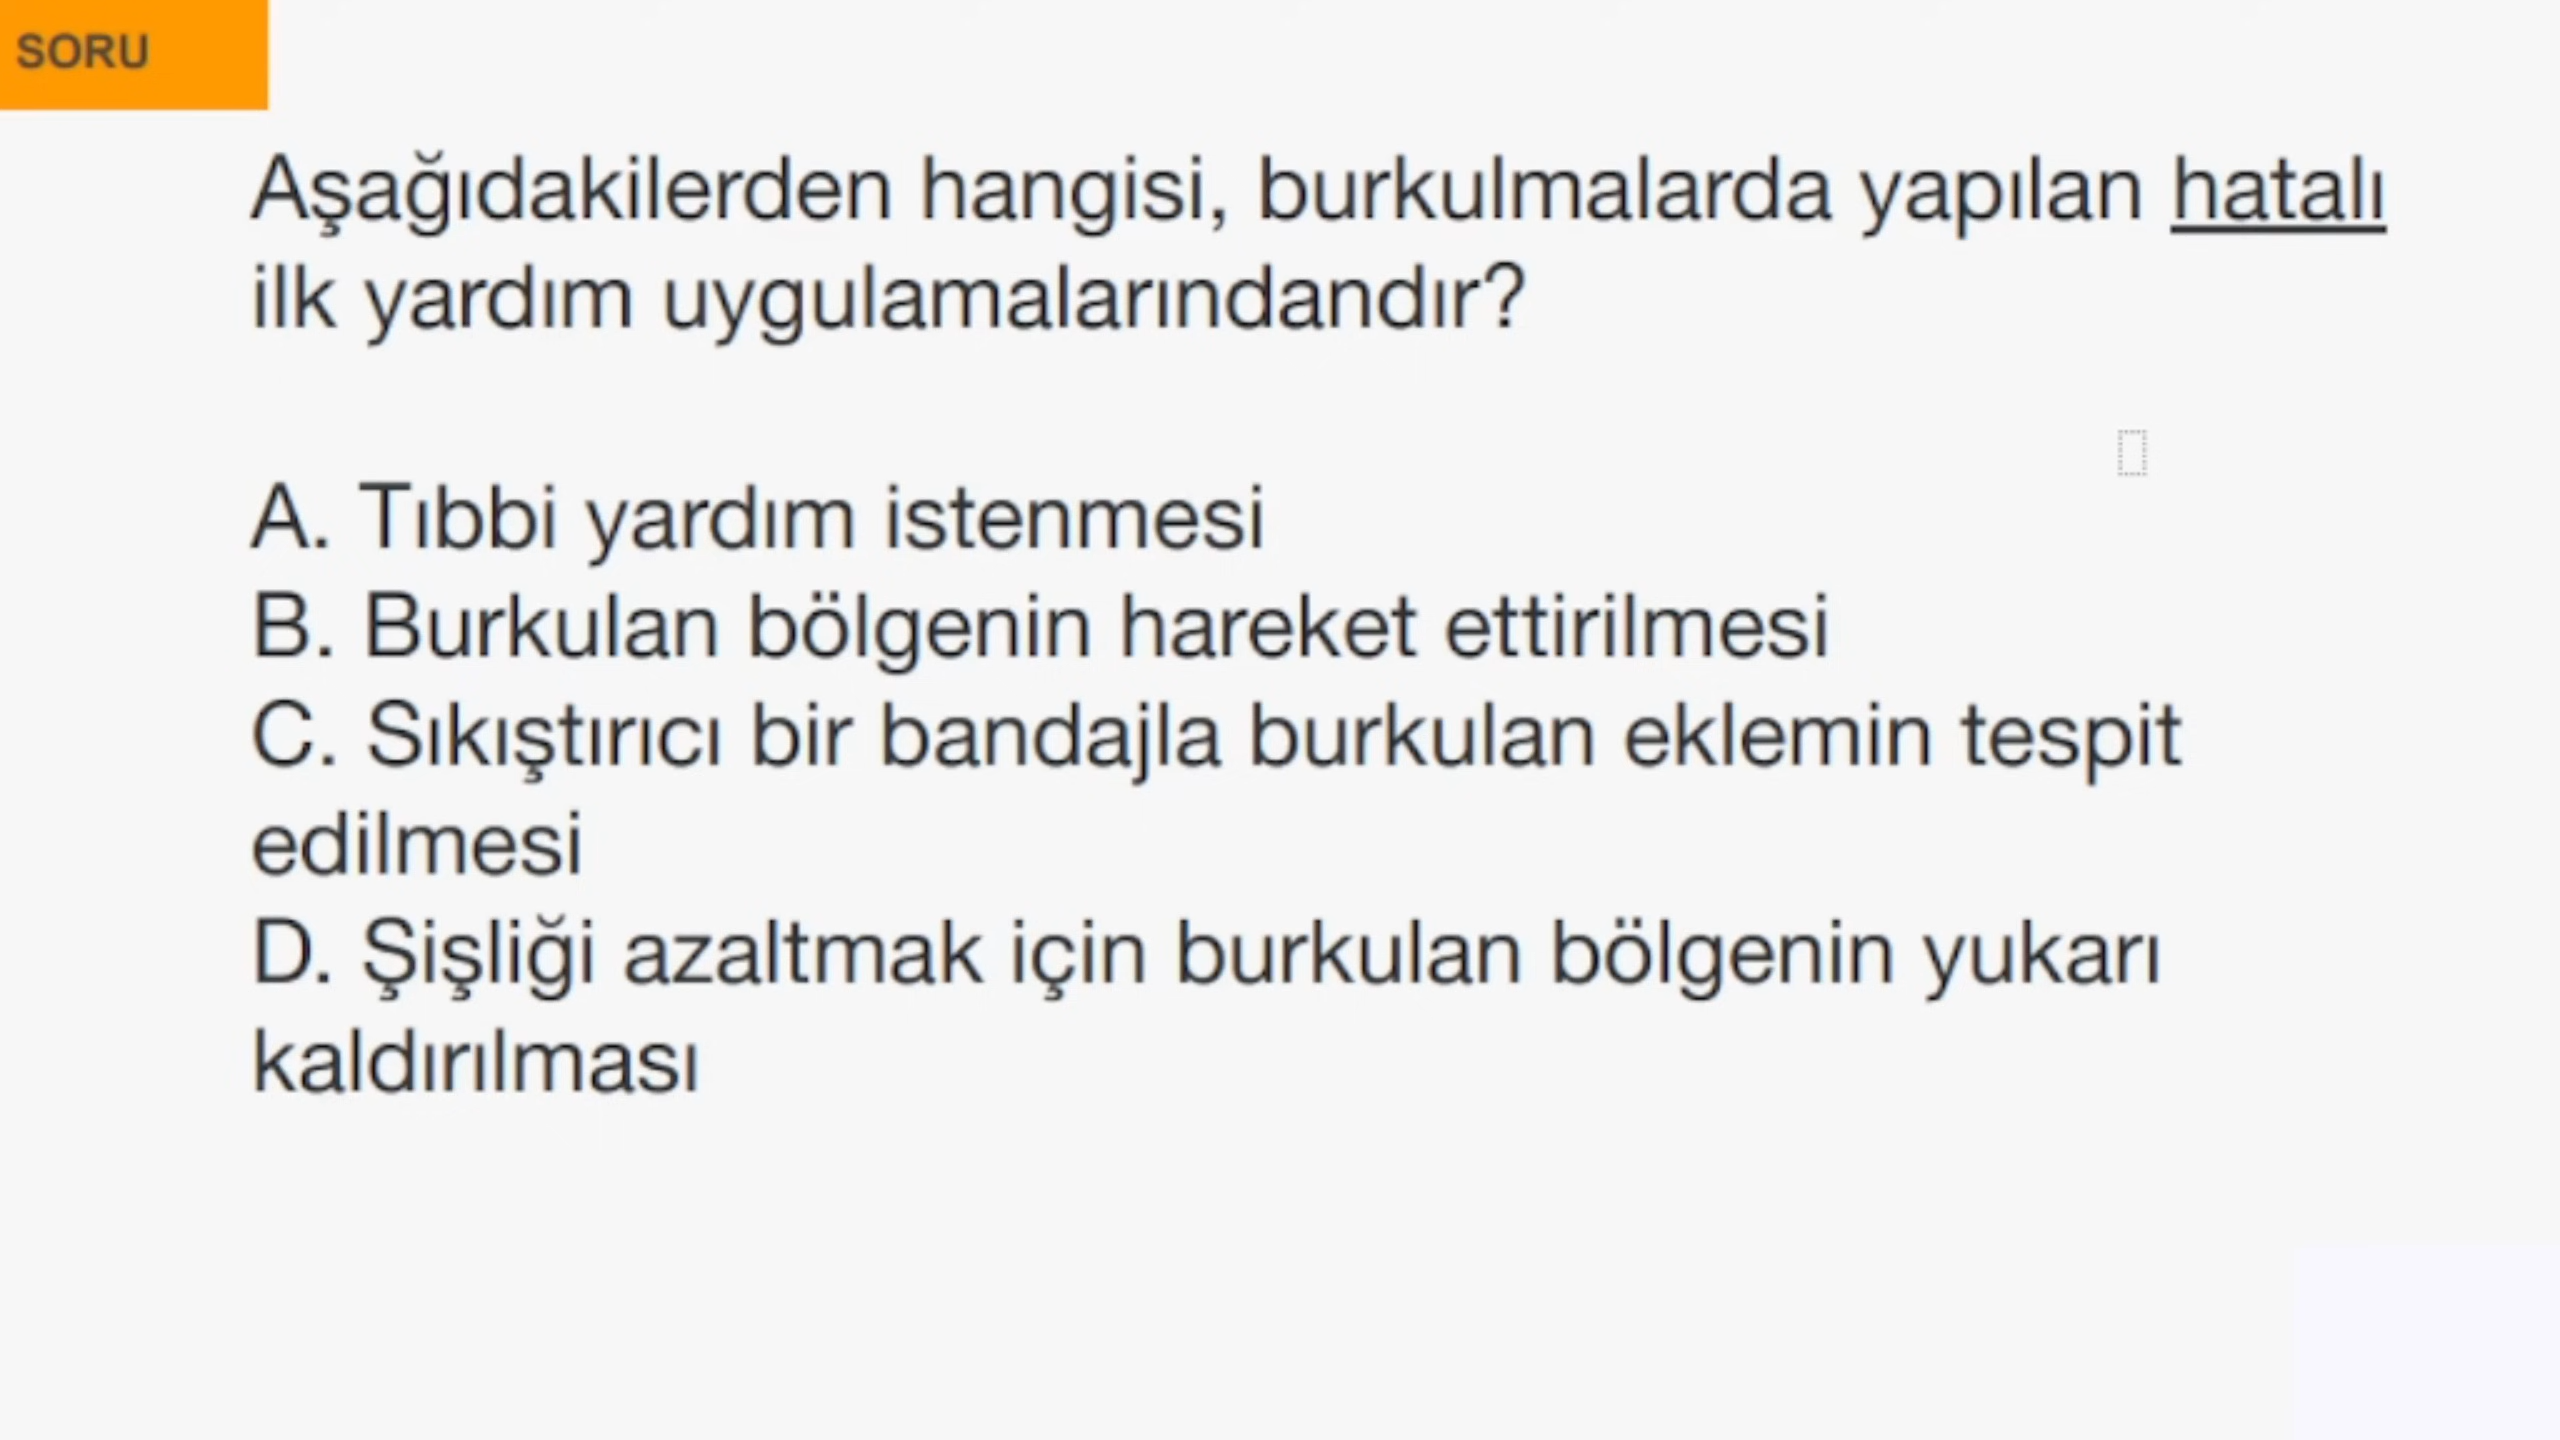 SORU
Aşağıdakilerden hangisi, burkulmalarda yapılan hatalı
ilk yardım uygulamalarındandır?
A. Tıbbi yardım istenmesi
B. Burkulan bölgenin hareket ettirilmesi
C. Sıkıştırıcı bir bandajla burkulan eklemin tespit
edilmesi
D. Şişliği azaltmak için burkulan bölgenin yukarı
kaldırılması